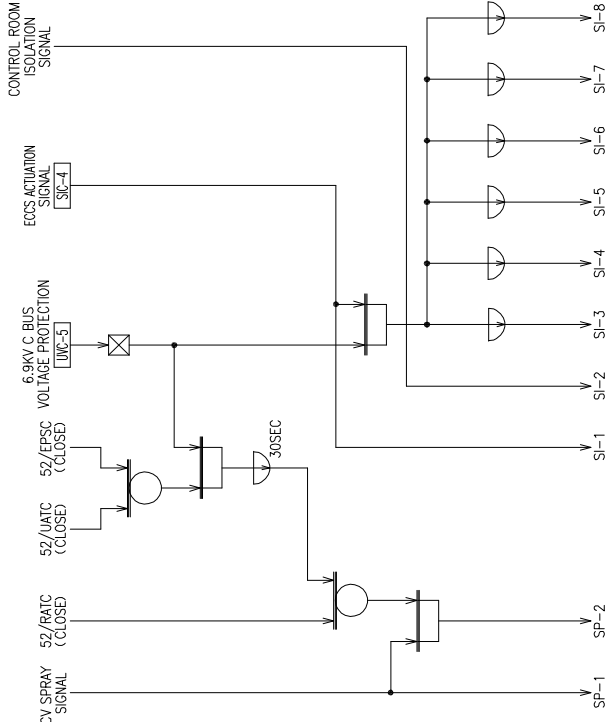 CONTROL ROOM
ISOLATION
SIGNAL
ECCS ACTUATION
SIGNAL
SIC-4
6.9KV C BUS
VOLTAGE PROTECTION
UVC-5
52/EPSC
(CLOSE)
52/UATC
(CLOSE)
30SEC
52/RATC
(CLOSE)
CV SPRAY
SIGNAL
SI-8
SI-7
SI-6
SI-5
SI-4
SI-3
SI-2
SI-1
SP-2
SP-1